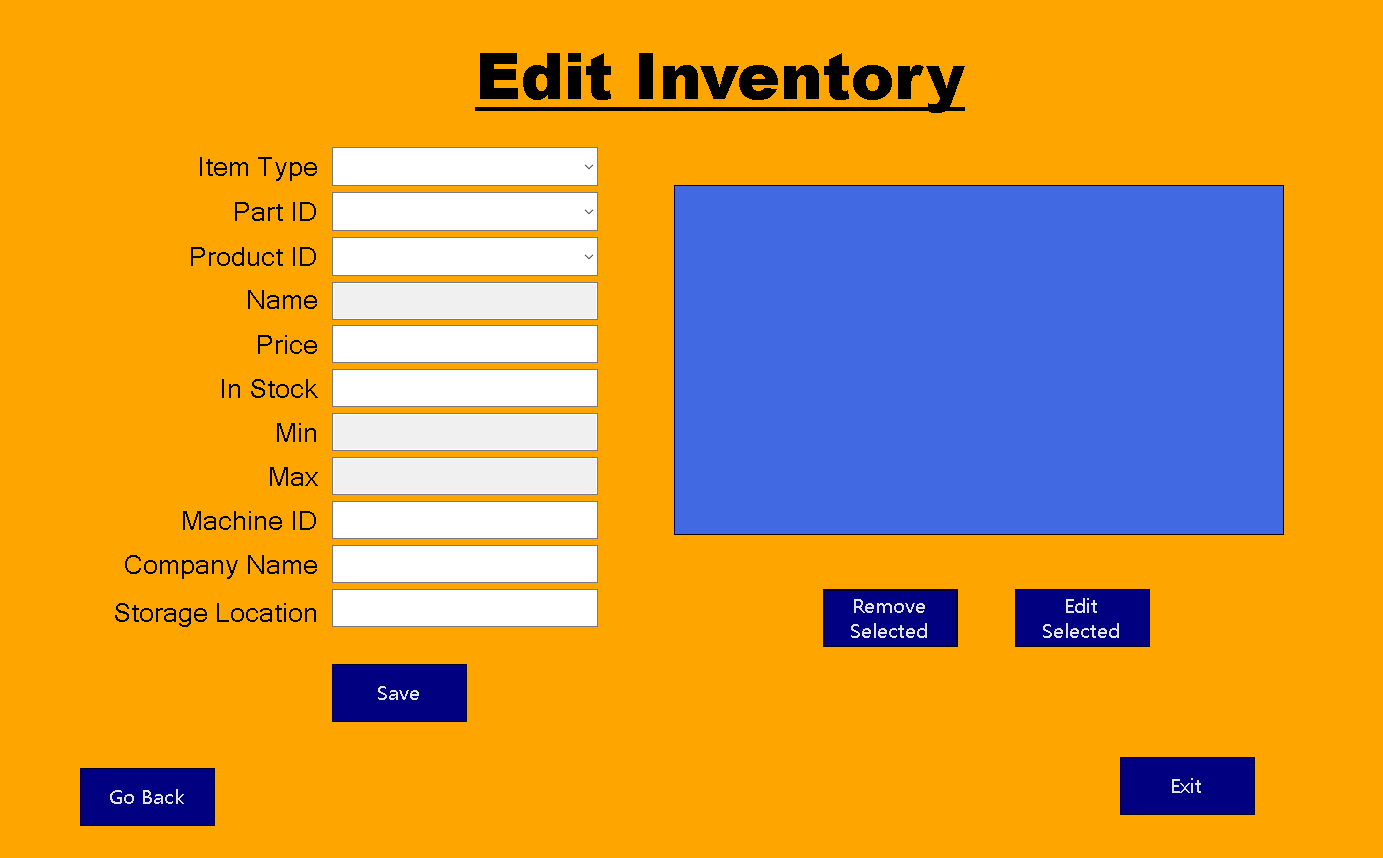 Edit Inventory
Item Type
Part ID
Product ID
Name
Price
In Stock
Min
Max
Machine ID
Company Name
Storage Location
Remove
Selected
Edit
Selected
Save
Go Back
Exit